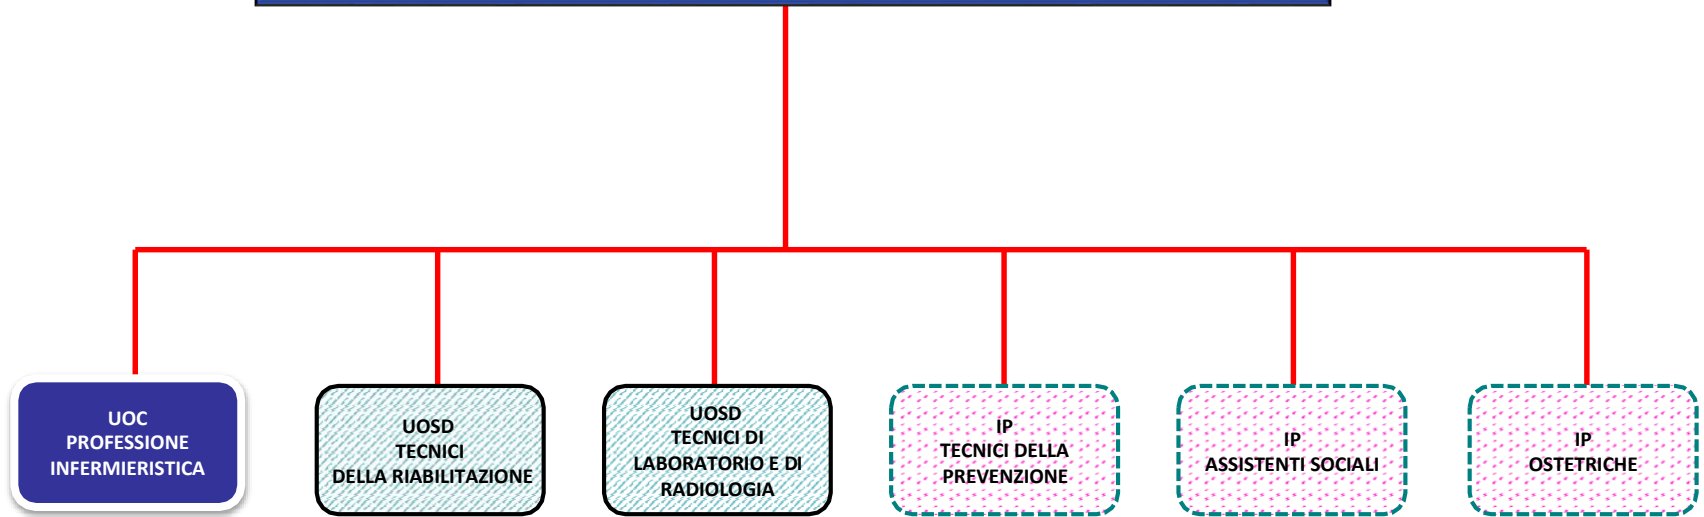 UOC
PROFESSIONE
INFERMIERISTICA
UOSD
TECNICI
DELLA RIABILITAZIONE
UOSD
TECNICI DI
LABORATORIO E DI
RADIOLOGIA
IP
TECNICI DELLA
PREVENZIONE
IP
ASSISTENTI SOCIALI
IP
OSTETRICHE